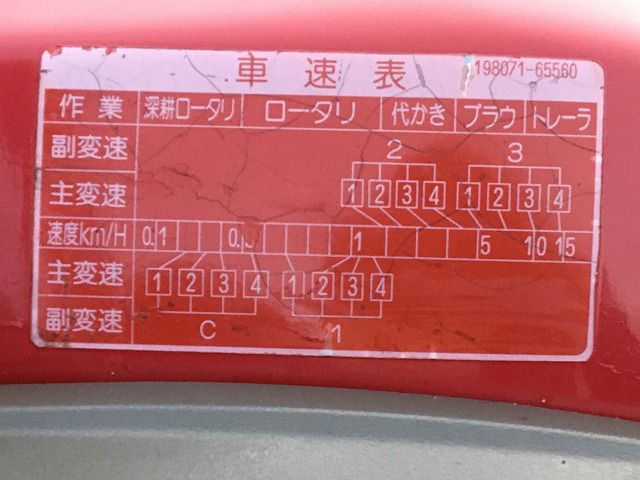 車速表 198071-65560
作業 深耕ロータリ ロータリ 代かき プラウ トレーラ
副変速 2 3
主変速 1 2 3 4 1 2 3 4
速度km/H 0.1 1 5 10 15
主変速 1 2 3 4 1 2 3 4
副変速 C 1